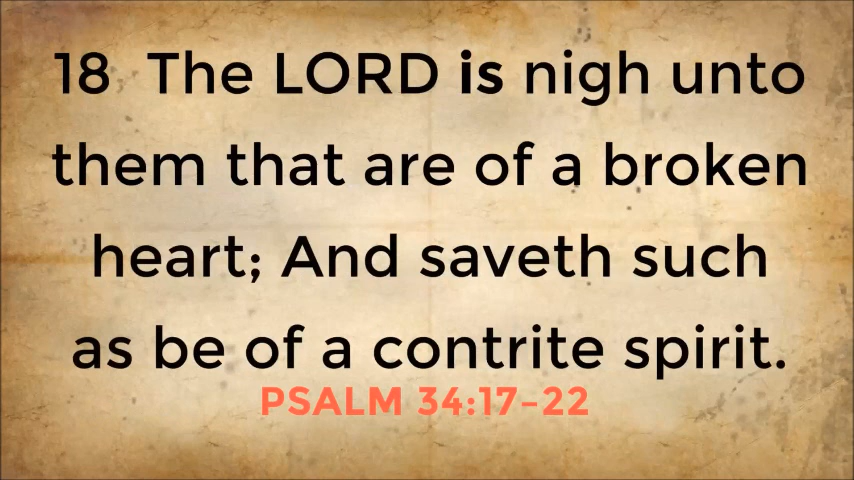 18 The LORD is nigh unto
them that are of a broken
heart; And saveth such
as be of a contrite spirit.
PSALM 34:17-22